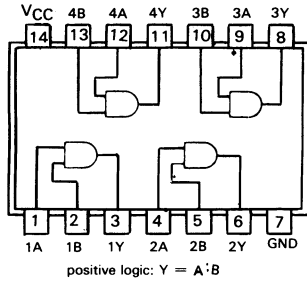 VCC 4B 4A 4Y 3B 3A 3Y
14 13 12 11 10 9 8
1 2 3 4 5 6 7
1A 1B 1Y 2A 2B 2Y GND
positive logic: Y = A·B